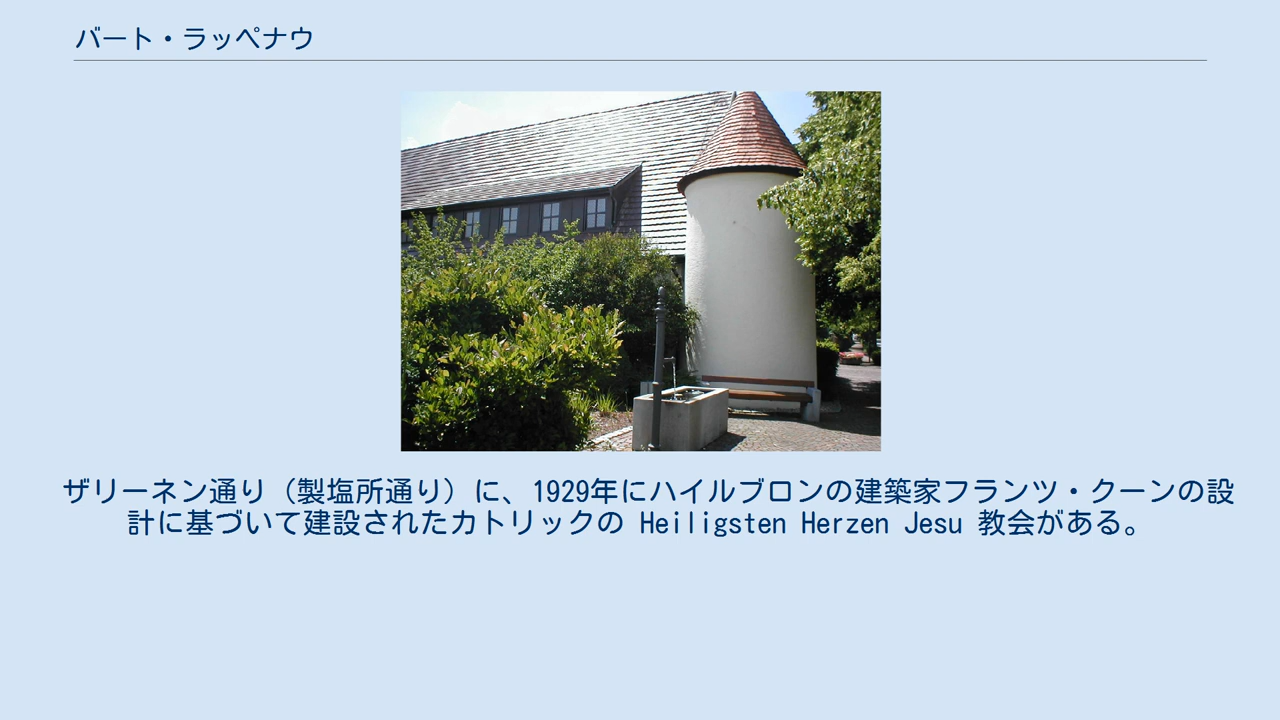 バート・ラッペナウ
ザリーネン通り（製塩所通り）に、1929年にハイルブロンの建築家フランツ・クーンの設
計に基づいて建設されたカトリックの Heiligsten Herzen Jesu 教会がある。